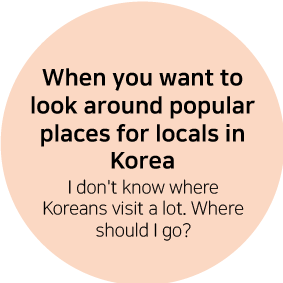 When you want to
look around popular
places for locals in
Korea
I don't know where
Koreans visit a lot. Where
should I go?